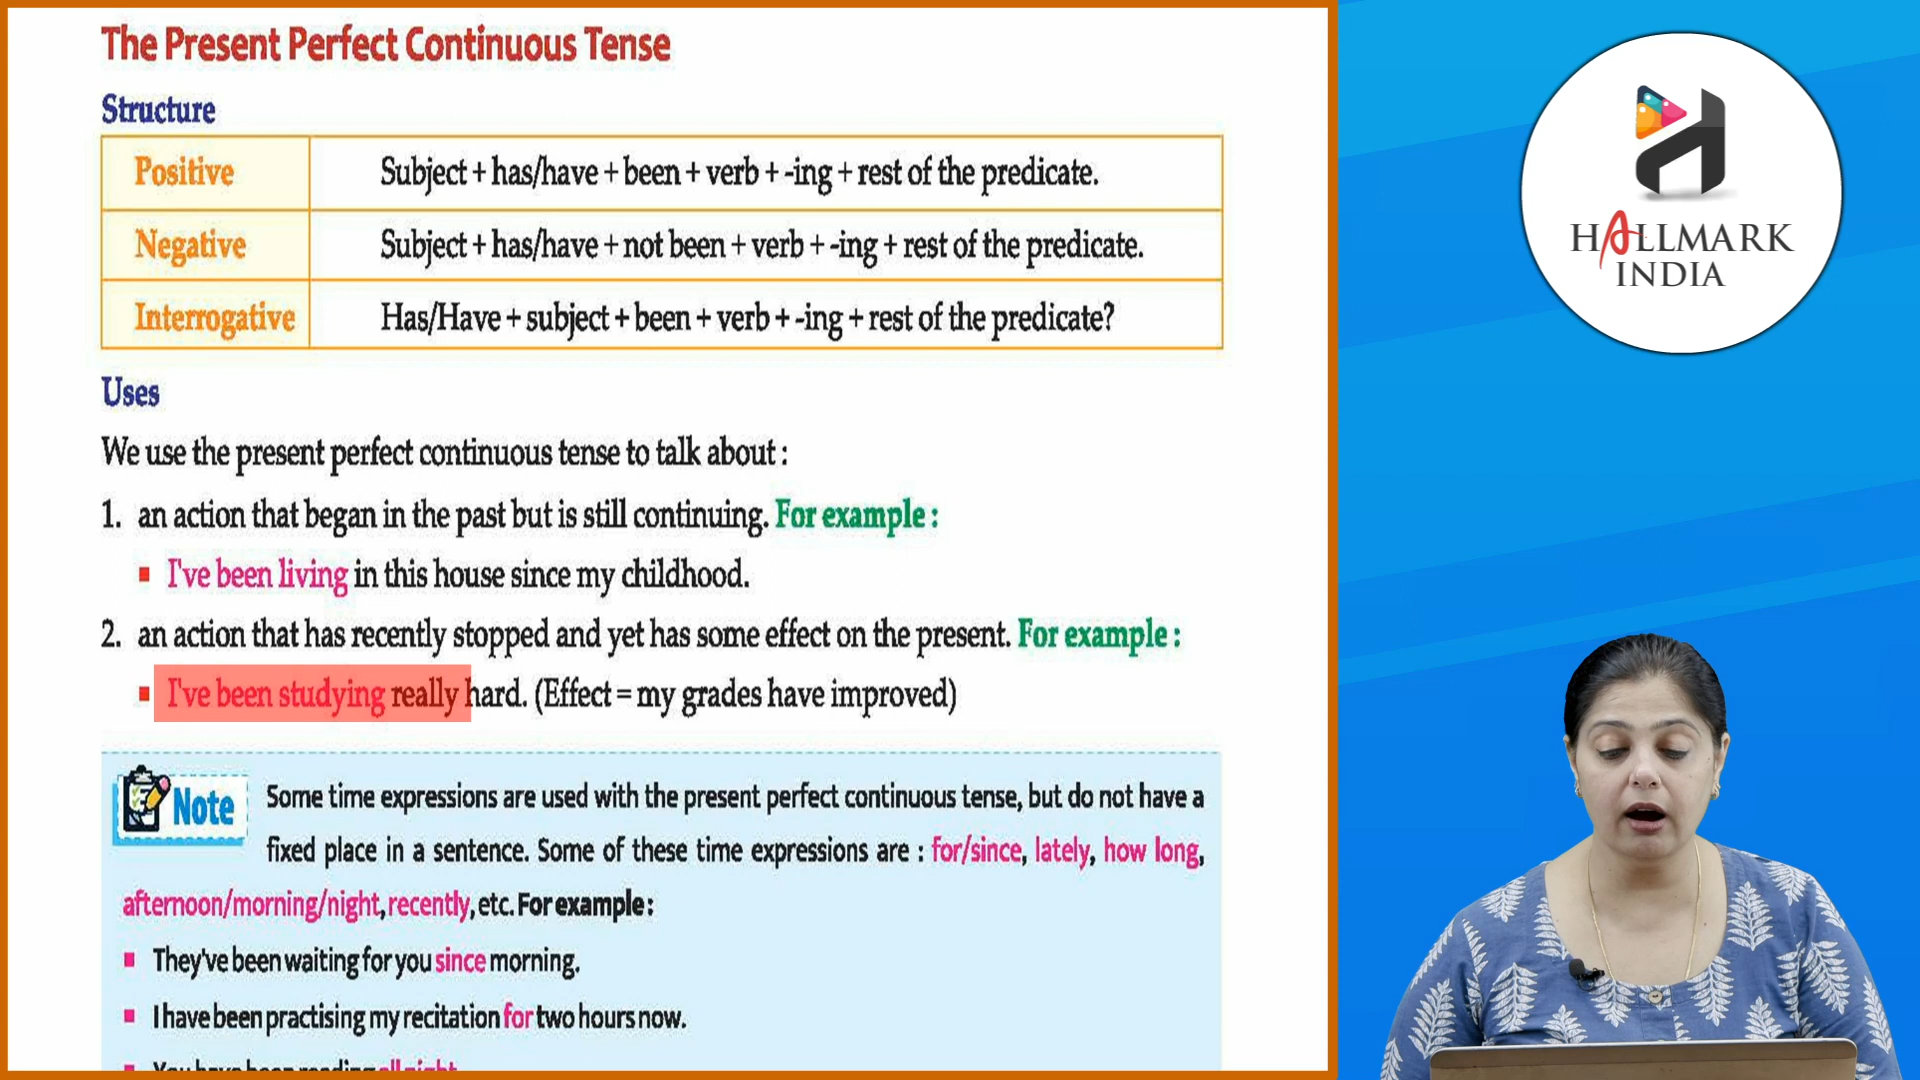 The Present Perfect Continuous Tense
Structure
Positive Subject + has/have + been + verb + -ing + rest of the predicate.
Negative Subject + has/have + not been + verb + -ing + rest of the predicate.
Interrogative Has/Have + subject + been + verb + -ing + rest of the predicate?
Uses
We use the present perfect continuous tense to talk about :
1. an action that began in the past but is still continuing. For example :
▪ I've been living in this house since my childhood.
2. an action that has recently stopped and yet has some effect on the present. For example :
▪ I've been studying really hard. (Effect = my grades have improved)
Note Some time expressions are used with the present perfect continuous tense, but do not have a
fixed place in a sentence. Some of these time expressions are : for/since, lately, how long,
afternoon/morning/night, recently, etc. For example :
▪ They've been waiting for you since morning.
▪ I have been practising my recitation for two hours now.
▪ You have been reading all night.
HALLMARK
INDIA